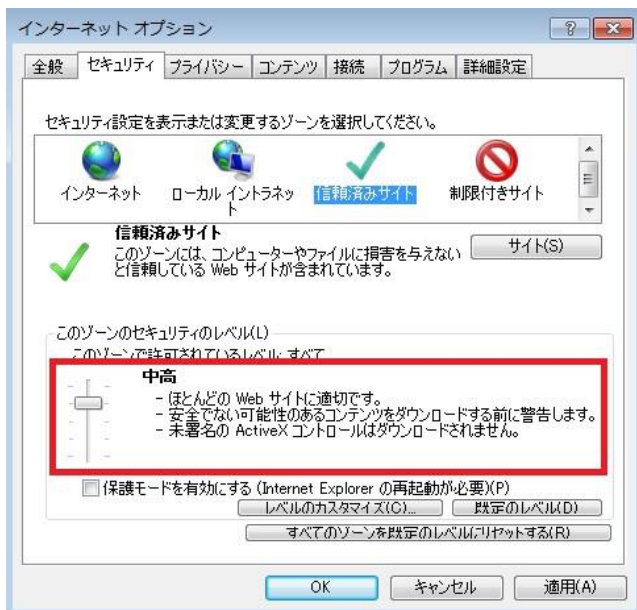 インターネット オプション
全般 セキュリティ プライバシー コンテンツ 接続 プログラム 詳細設定
セキュリティ設定を表示または変更するゾーンを選択してください。
インターネット ローカル イントラネッ 信頼済みサイト 制限付きサイト
ト
信頼済みサイト
このゾーンには、コンピューターやファイルに損害を与えない サイト(S)
と信頼している Web サイトが含まれています。
このゾーンのセキュリティのレベル(L)
このゾーンで許可されているレベル: すべて
中高
- ほとんどの Web サイトに適切です。
- 安全でない可能性のあるコンテンツをダウンロードする前に警告します。
- 未署名の ActiveX コントロールはダウンロードされません。
保護モードを有効にする (Internet Explorer の再起動が必要)(P)
レベルのカスタマイズ(C)... 既定のレベル(D)
すべてのゾーンを既定のレベルにリセットする(R)
OK キャンセル 適用(A)